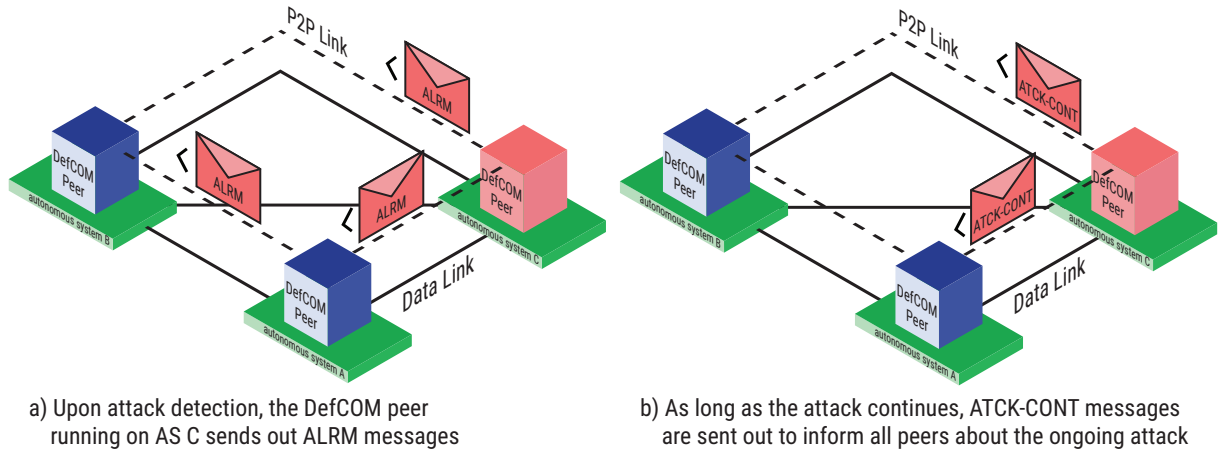 P2P Link
ALRM
DefCOM
Peer
autonomous system B
ALRM
ALRM
DefCOM
Peer
autonomous system C
DefCOM
Peer
autonomous system A
Data Link
a) Upon attack detection, the DefCOM peer
running on AS C sends out ALRM messages
P2P Link
ATCK-CONT
DefCOM
Peer
autonomous system B
ATCK-CONT
DefCOM
Peer
autonomous system C
DefCOM
Peer
autonomous system A
Data Link
b) As long as the attack continues, ATCK-CONT messages
are sent out to inform all peers about the ongoing attack